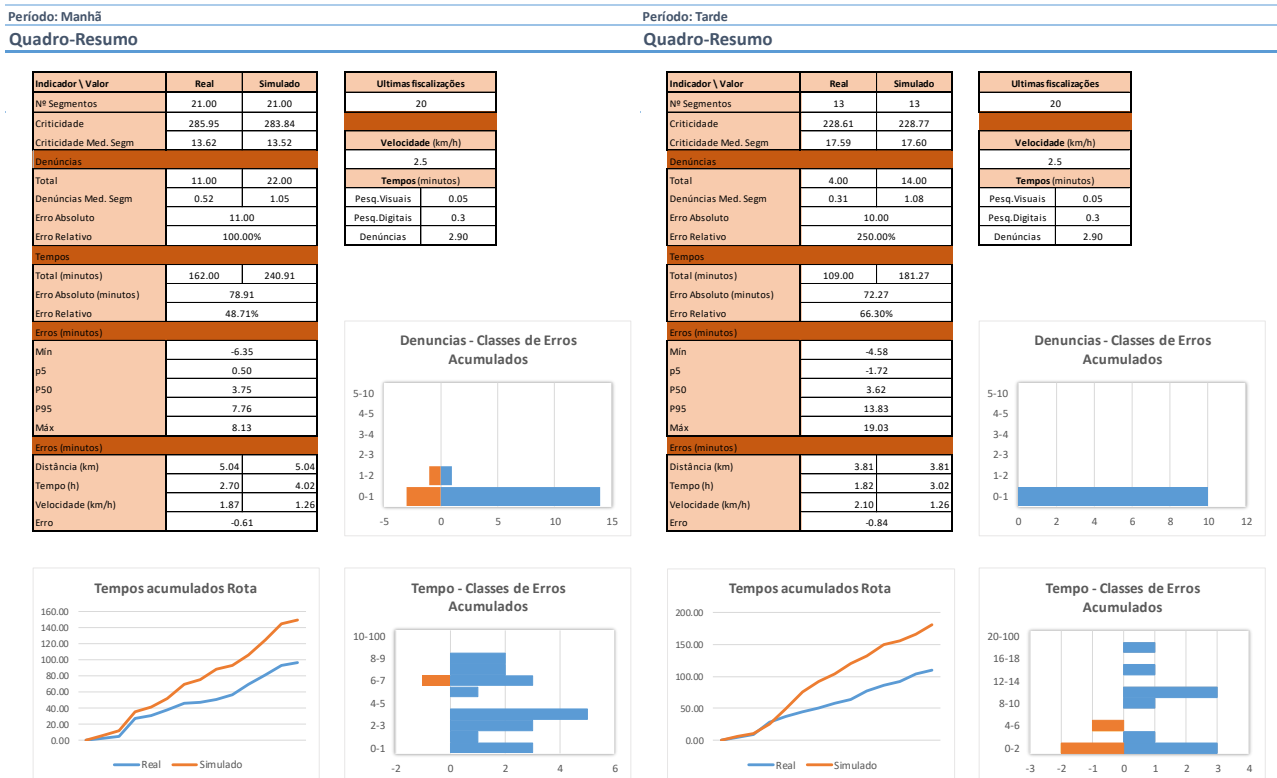 Período: Manhã
Quadro-Resumo
Indicador \ Valor Real Simulado
Nº Segmentos 21.00 21.00
Criticidade 285.95 283.84
Criticidade Med. Segm 13.62 13.52
Denúncias
Total 11.00 22.00
Denúncias Med. Segm 0.52 1.05
Erro Absoluto 11.00
Erro Relativo 100.00%
Tempos
Total (minutos) 162.00 240.91
Erro Absoluto (minutos) 78.91
Erro Relativo 48.71%
Erros (minutos)
Mín -6.35
p5 0.50
P50 3.75
P95 7.76
Máx 8.13
Erros (minutos)
Distância (km) 5.04 5.04
Tempo (h) 2.70 4.02
Velocidade (km/h) 1.87 1.26
Erro -0.61
Ultimas fiscalizações
20
Velocidade (km/h)
2.5
Tempos (minutos)
Pesq.Visuais 0.05
Pesq.Digitais 0.3
Denúncias 2.90
Denuncias - Classes de Erros
Acumulados
5-10
4-5
3-4
2-3
1-2
0-1
-5 0 5 10 15
Tempos acumulados Rota
160.00
140.00
120.00
100.00
80.00
60.00
40.00
20.00
0.00
Real Simulado
Tempo - Classes de Erros
Acumulados
10-100
8-9
6-7
4-5
2-3
0-1
-2 0 2 4 6
Período: Tarde
Quadro-Resumo
Indicador \ Valor Real Simulado
Nº Segmentos 13 13
Criticidade 228.61 228.77
Criticidade Med. Segm 17.59 17.60
Denúncias
Total 4.00 14.00
Denúncias Med. Segm 0.31 1.08
Erro Absoluto 10.00
Erro Relativo 250.00%
Tempos
Total (minutos) 109.00 181.27
Erro Absoluto (minutos) 72.27
Erro Relativo 66.30%
Erros (minutos)
Mín -4.58
p5 -1.72
P50 3.62
P95 13.83
Máx 19.03
Erros (minutos)
Distância (km) 3.81 3.81
Tempo (h) 1.82 3.02
Velocidade (km/h) 2.10 1.26
Erro -0.84
Ultimas fiscalizações
20
Velocidade (km/h)
2.5
Tempos (minutos)
Pesq.Visuais 0.05
Pesq.Digitais 0.3
Denúncias 2.90
Denuncias - Classes de Erros
Acumulados
5-10
4-5
3-4
2-3
1-2
0-1
0 2 4 6 8 10 12
Tempos acumulados Rota
200.00
150.00
100.00
50.00
0.00
Real Simulado
Tempo - Classes de Erros
Acumulados
20-100
16-18
12-14
8-10
4-6
0-2
-3 -2 -1 0 1 2 3 4